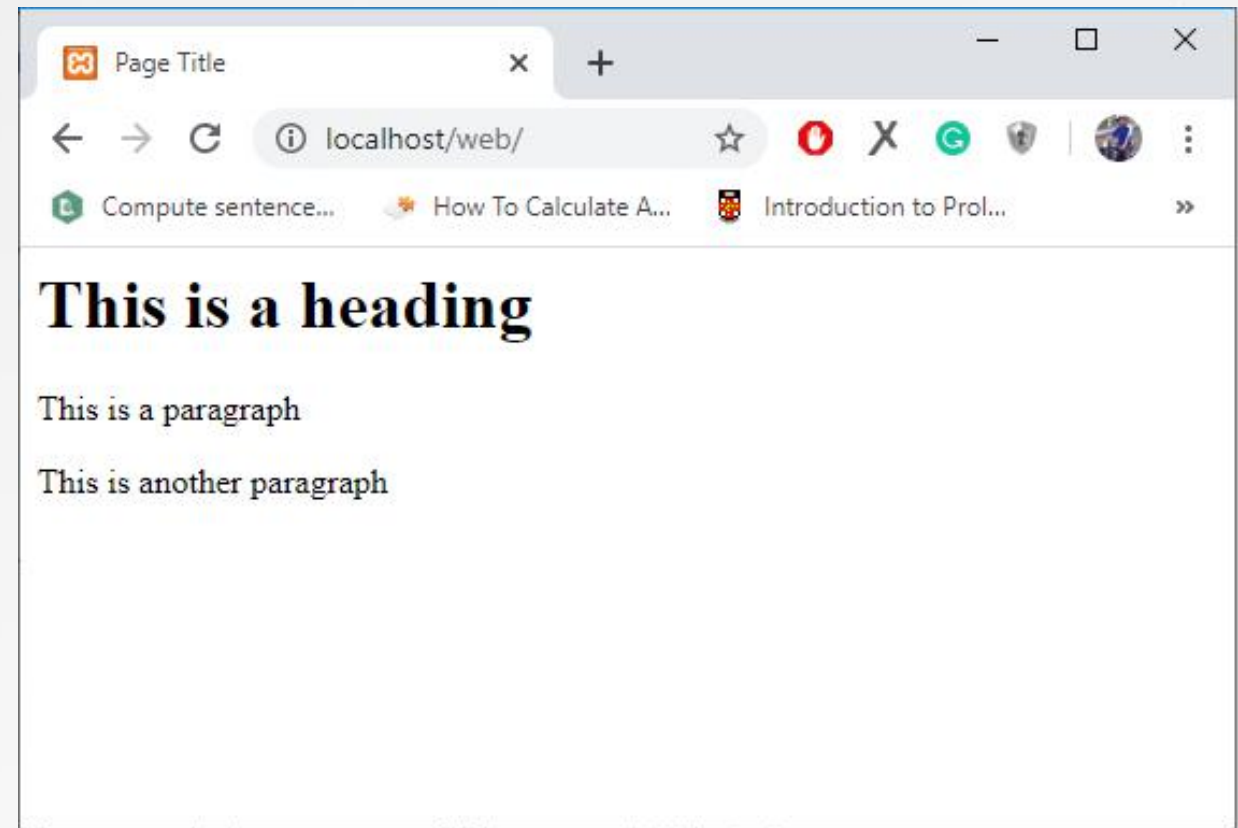 Page Title
localhost/web/
Compute sentence... How To Calculate A... Introduction to Prol...
This is a heading
This is a paragraph
This is another paragraph